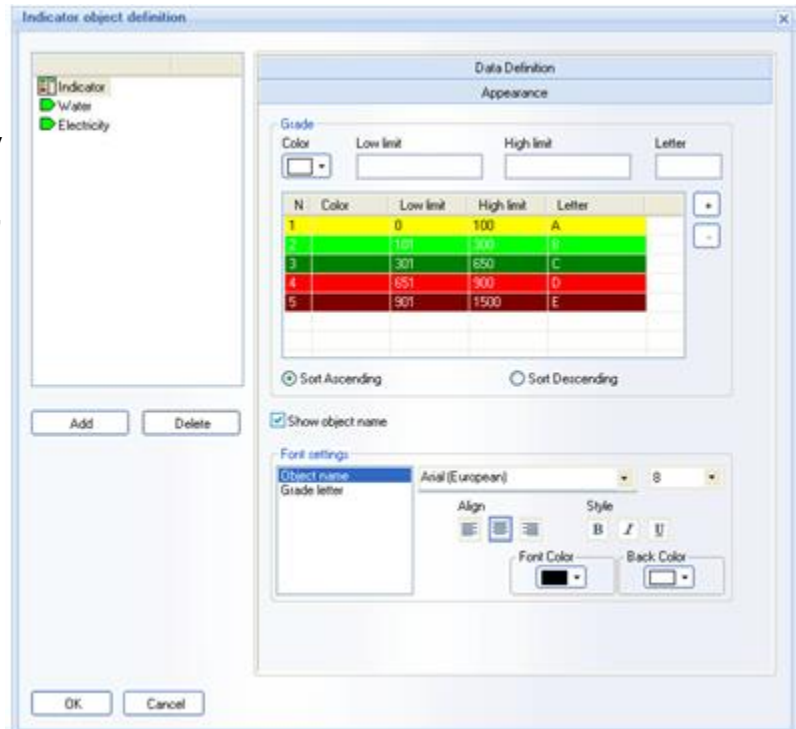 Indicator object definition
Indicator
Water
Electricity
Add Delete
OK Cancel
Data Definition
Appearance
Grade
Color Low limit High limit Letter
N Color Low limit High limit Letter
1 0 100 A
2 101 300 B
3 301 650 C
4 651 900 D
5 901 1500 E
+
-
Sort Ascending Sort Descending
Show object name
Font settings
Object name
Grade letter
Arial (European) 8
Align Style
B I U
Font Color Back Color